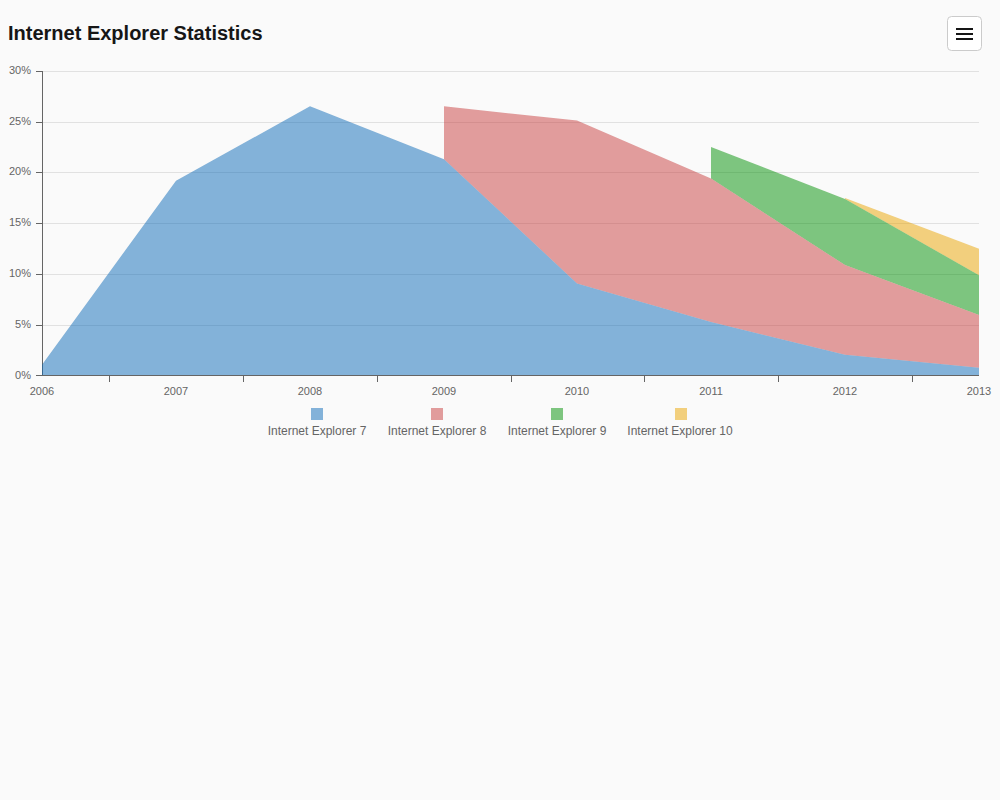 Internet Explorer Statistics
30%
25%
20%
15%
10%
5%
0%
2006 2007 2008 2009 2010 2011 2012 2013
Internet Explorer 7 Internet Explorer 8 Internet Explorer 9 Internet Explorer 10